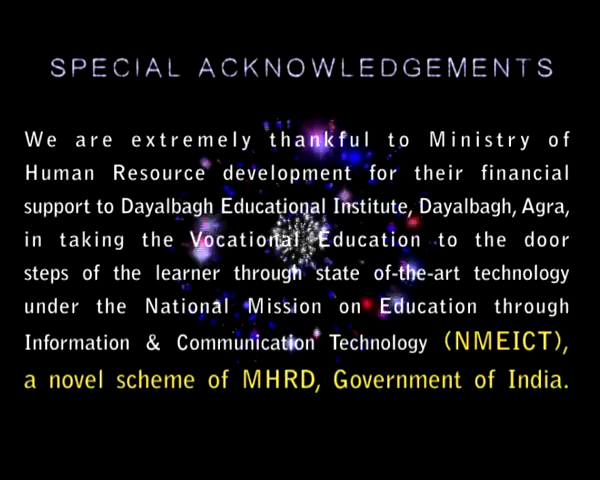 SPECIAL ACKNOWLEDGEMENTS
We are extremely thankful to Ministry of
Human Resource development for their financial
support to Dayalbagh Educational Institute, Dayalbagh, Agra,
in taking the Vocational Education to the door
steps of the learner through state of-the-art technology
under the National Mission on Education through
Information & Communication Technology (NMEICT),
a novel scheme of MHRD, Government of India.